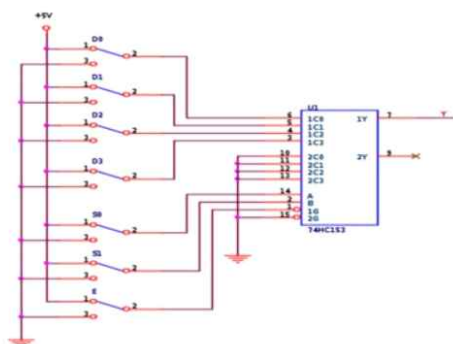 +5V
D0
1 2
3
D1
1 2
3
D2
1 2
3
D3
1 2
3
S0
1 2
3
S1
1 2
3
E
1 2
3
U1
6 1C0 1Y 7 Y
5 1C1
4 1C2
3 1C3
10 2C0 2Y 9
11 2C1
12 2C2
13 2C3
14 A
2 B
1 1G
15 2G
74HC153